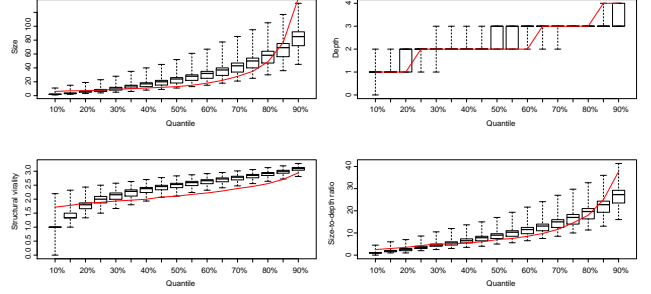 Size
0 20 40 60 80 100
10% 20% 30% 40% 50% 60% 70% 80% 90%
Quantile
Depth
0 1 2 3 4
10% 20% 30% 40% 50% 60% 70% 80% 90%
Quantile
Structural virality
0.0 0.5 1.0 1.5 2.0 2.5 3.0
10% 20% 30% 40% 50% 60% 70% 80% 90%
Quantile
Size-to-depth ratio
0 10 20 30 40
10% 20% 30% 40% 50% 60% 70% 80% 90%
Quantile